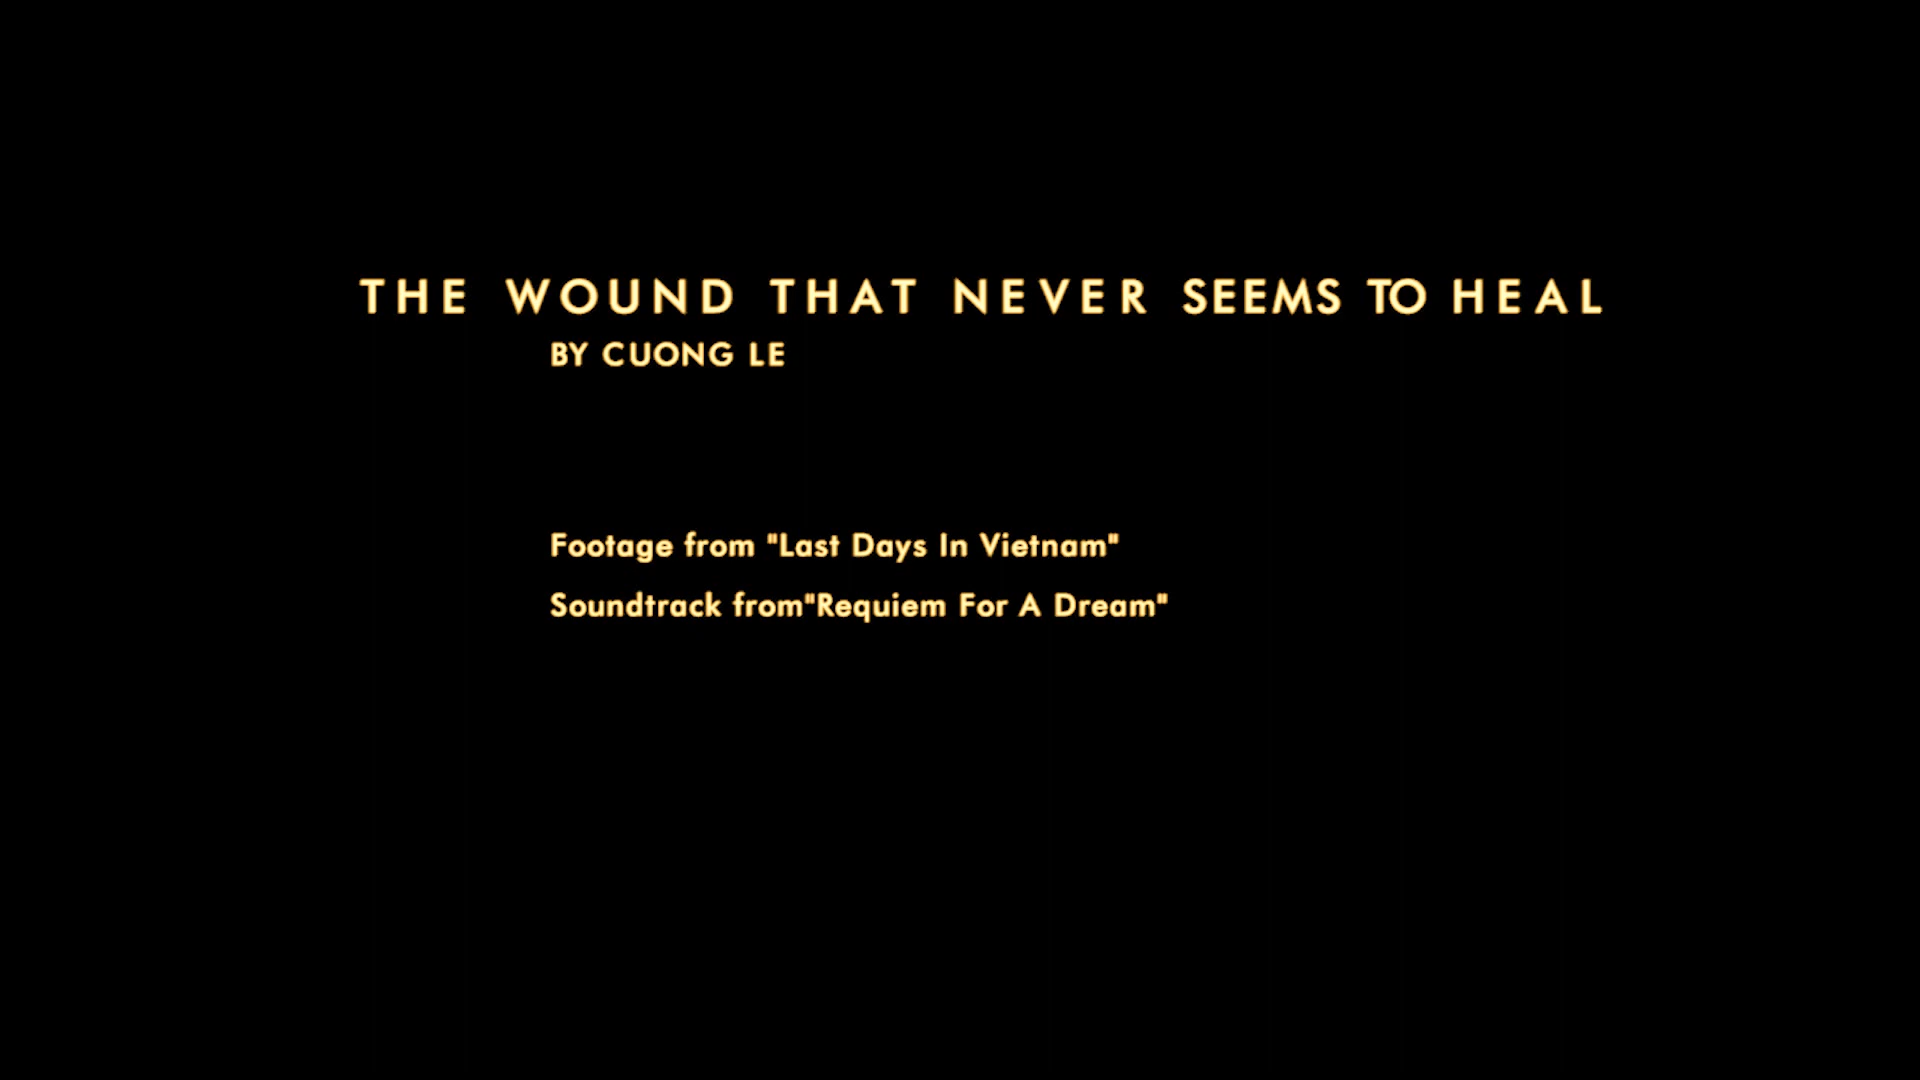 THE WOUND THAT NEVER SEEMS TO HEAL
BY CUONG LE
Footage from "Last Days In Vietnam"
Soundtrack from"Requiem For A Dream"